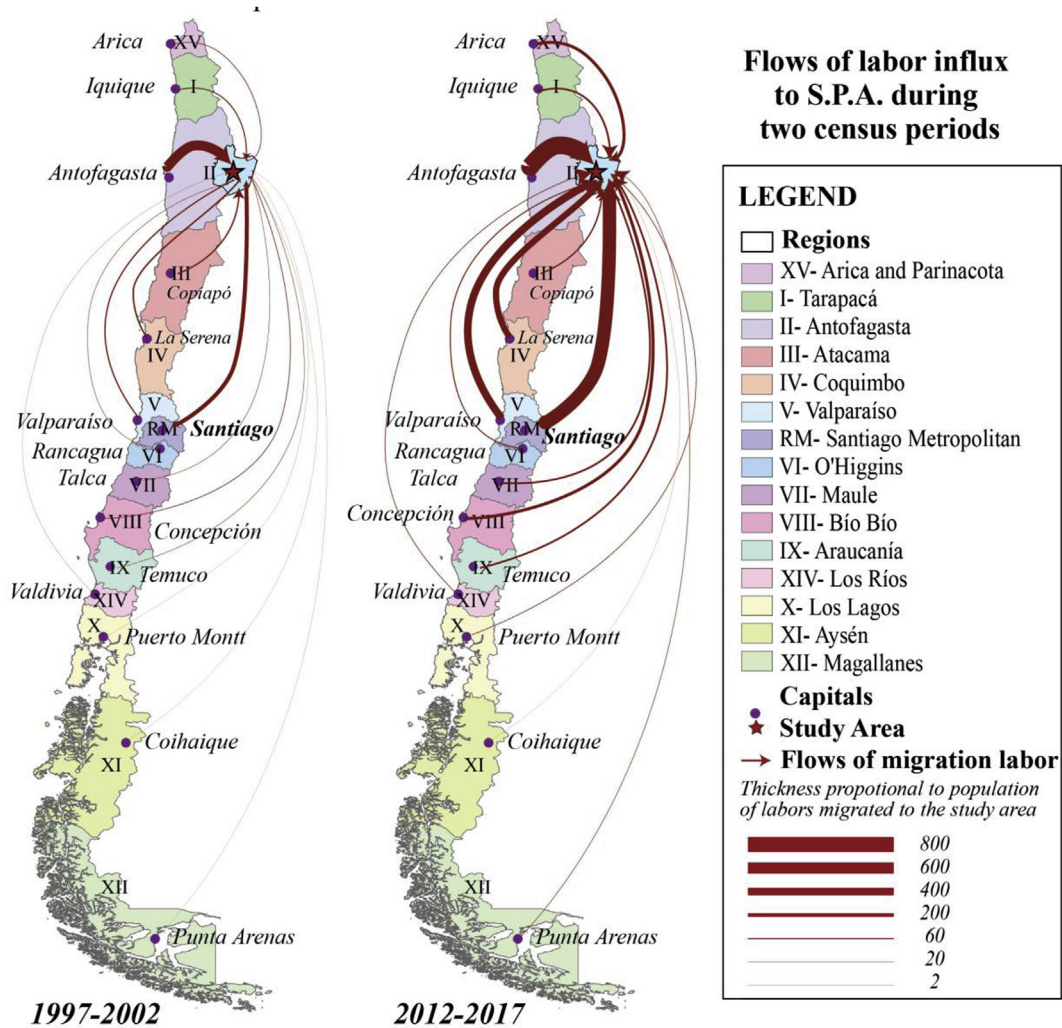 Arica XV
Iquique I
Antofagasta II
III
Copiapó
La Serena
IV
Valparaíso V
RM Santiago
Rancagua VI
Talca VII
VIII Concepción
IX Temuco
Valdivia XIV
X Puerto Montt
Coihaique
XI
XII
Punta Arenas
1997-2002
Arica XV
Iquique I
Antofagasta II
III
Copiapó
La Serena
IV
Valparaíso V
RM Santiago
Rancagua VI
Talca VII
Concepción VIII
IX Temuco
Valdivia XIV
X Puerto Montt
Coihaique
XI
XII
Punta Arenas
2012-2017
Flows of labor influx
to S.P.A. during
two census periods
LEGEND
Regions
XV- Arica and Parinacota
I- Tarapacá
II- Antofagasta
III- Atacama
IV- Coquimbo
V- Valparaíso
RM- Santiago Metropolitan
VI- O'Higgins
VII- Maule
VIII- Bío Bío
IX- Araucanía
XIV- Los Ríos
X- Los Lagos
XI- Aysén
XII- Magallanes
Capitals
Study Area
Flows of migration labor
Thickness propotional to population
of labors migrated to the study area
800
600
400
200
60
20
2